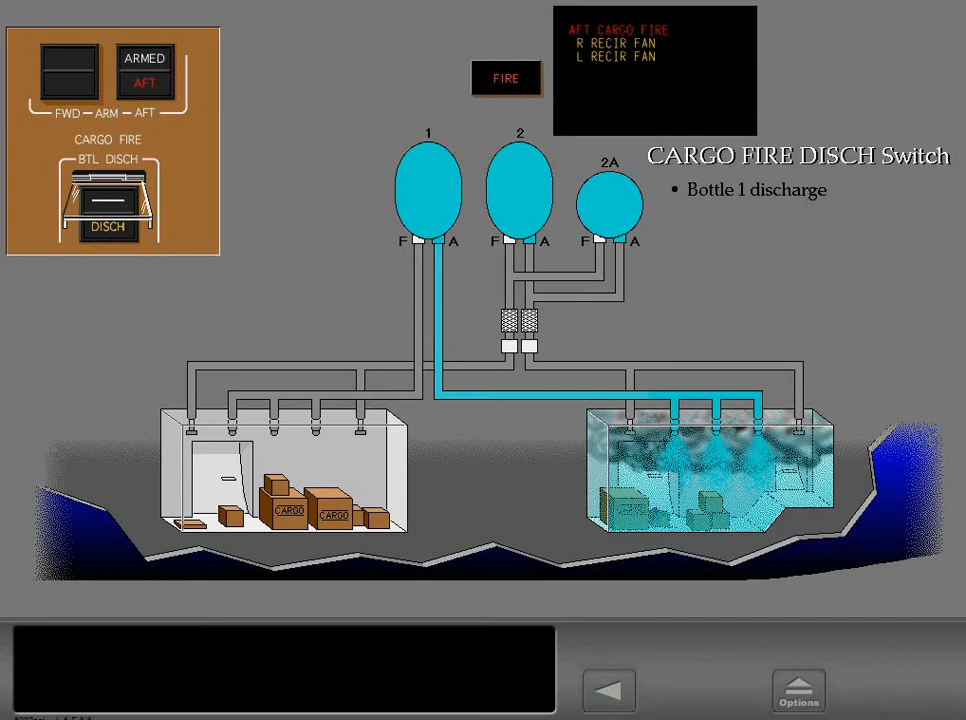 AFT CARGO FIRE
R RECIR FAN
L RECIR FAN
ARMED
AFT
FIRE
FWD ARM AFT
CARGO FIRE
BTL DISCH
DISCH
1
2
2A
CARGO FIRE DISCH Switch
• Bottle 1 discharge
F A F A F A
CARGO
CARGO
Options